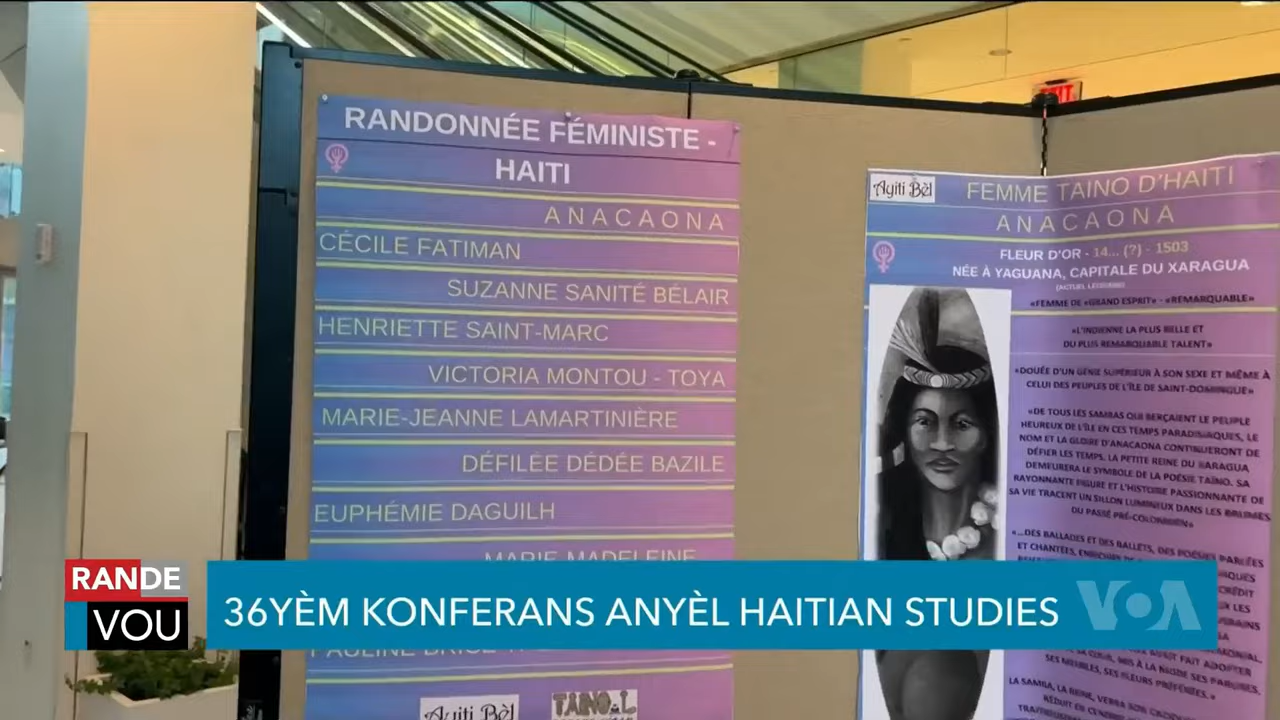 EXIT
RANDONNÉE FÉMINISTE -
HAITI
ANACAONA
CÉCILE FATIMAN
SUZANNE SANITÉ BÉLAIR
HENRIETTE SAINT-MARC
VICTORIA MONTOU - TOYA
MARIE-JEANNE LAMARTINIÈRE
DÉFILÉE DÉDÉE BAZILE
EUPHÉMIE DAGUILH
MARIE-MADELEINE
PAULINE
Ayiti Bèl
TAINO L
Ayiti Bèl
FEMME TAINO D'HAITI
ANACAONA
FLEUR D'OR - 14... (?) - 1503
NÉE À YAGUANA, CAPITALE DU XARAGUA
«FEMME DE «GRAND ESPRIT» - «REMARQUABLE»
«L'INDIENNE LA PLUS BELLE ET
DU PLUS REMARQUABLE TALENT»
«DOUÉE D'UN GÉNIE SUPÉRIEUR À SON SEXE ET MÊME À
CELUI DES PEUPLES DE L'ÎLE DE SAINT-DOMINGUE»
«DE TOUS LES SAMBAS QUI BERÇAIENT LE PEUPLE
HEUREUX DE L'ÎLE EN CES TEMPS PARADISIAQUES, LE
NOM ET LA GLOIRE D'ANACAONA CONTINUERONT DE
DÉFIER LES TEMPS. LA PETITE REINE DU XARAGUA
DEMEURERA LE SYMBOLE DE LA POÉSIE TAÏNO. SA
RAYONNANTE FIGURE ET L'HISTOIRE PASSIONNANTE DE
SA VIE TRACENT UN SILLON LUMINEUX DANS LES BRUMES
DU PASSÉ PRÉ-COLOMBIEN»
«...DES BALLADES ET DES BALLETS, DES POÉSIES PARLÉES
ET CHANTÉES,
SES MEUBLES, SES FLEURS PRÉFÉRÉES.»
LA SAMBA, LA REINE, VERRA SON
RANDE
VOU
36YÈM KONFERANS ANYÈL HAITIAN STUDIES
VOA